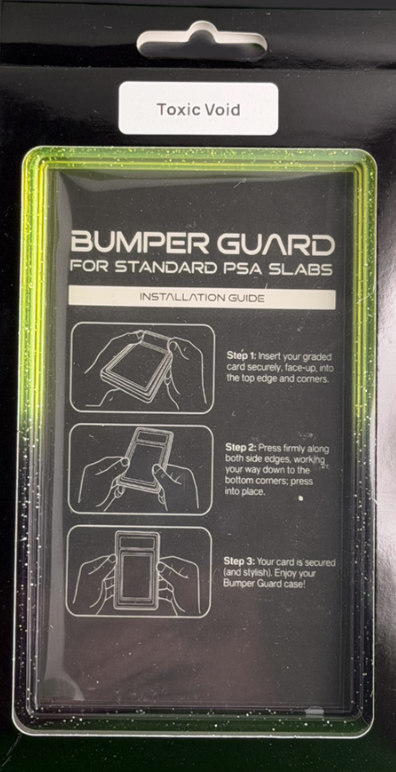 Toxic Void
BUMPER GUARD
FOR STANDARD PSA SLABS
INSTALLATION GUIDE
Step 1: Insert your graded
card securely, face-up, into
the top edge and corners.
Step 2: Press firmly along
both side edges, working
your way down to the
bottom corners; press
into place.
Step 3: Your card is secured
(and stylish). Enjoy your
Bumper Guard case!